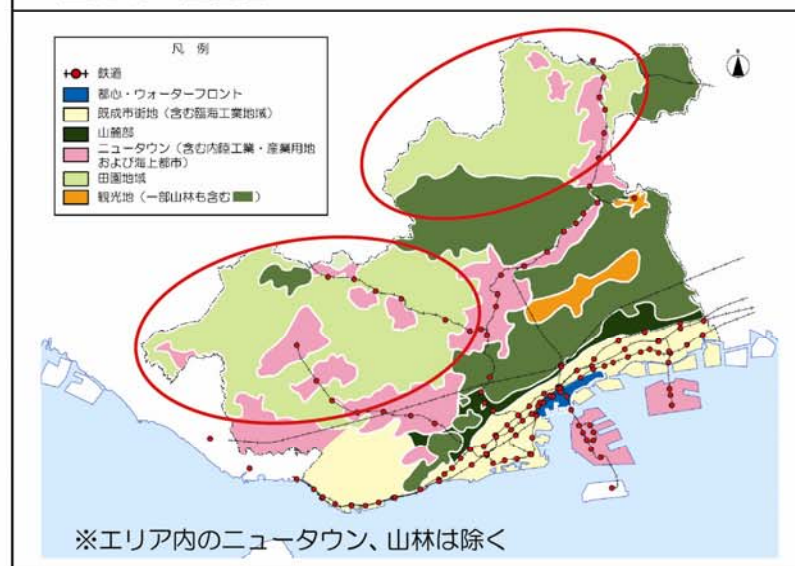 凡 例
鉄道
都心・ウォーターフロント
既成市街地（含む臨海工業地域）
山麓部
ニュータウン（含む内陸工業・産業用地
および海上都市）
田園地域
観光地（一部山林も含む　）
※エリア内のニュータウン、山林は除く